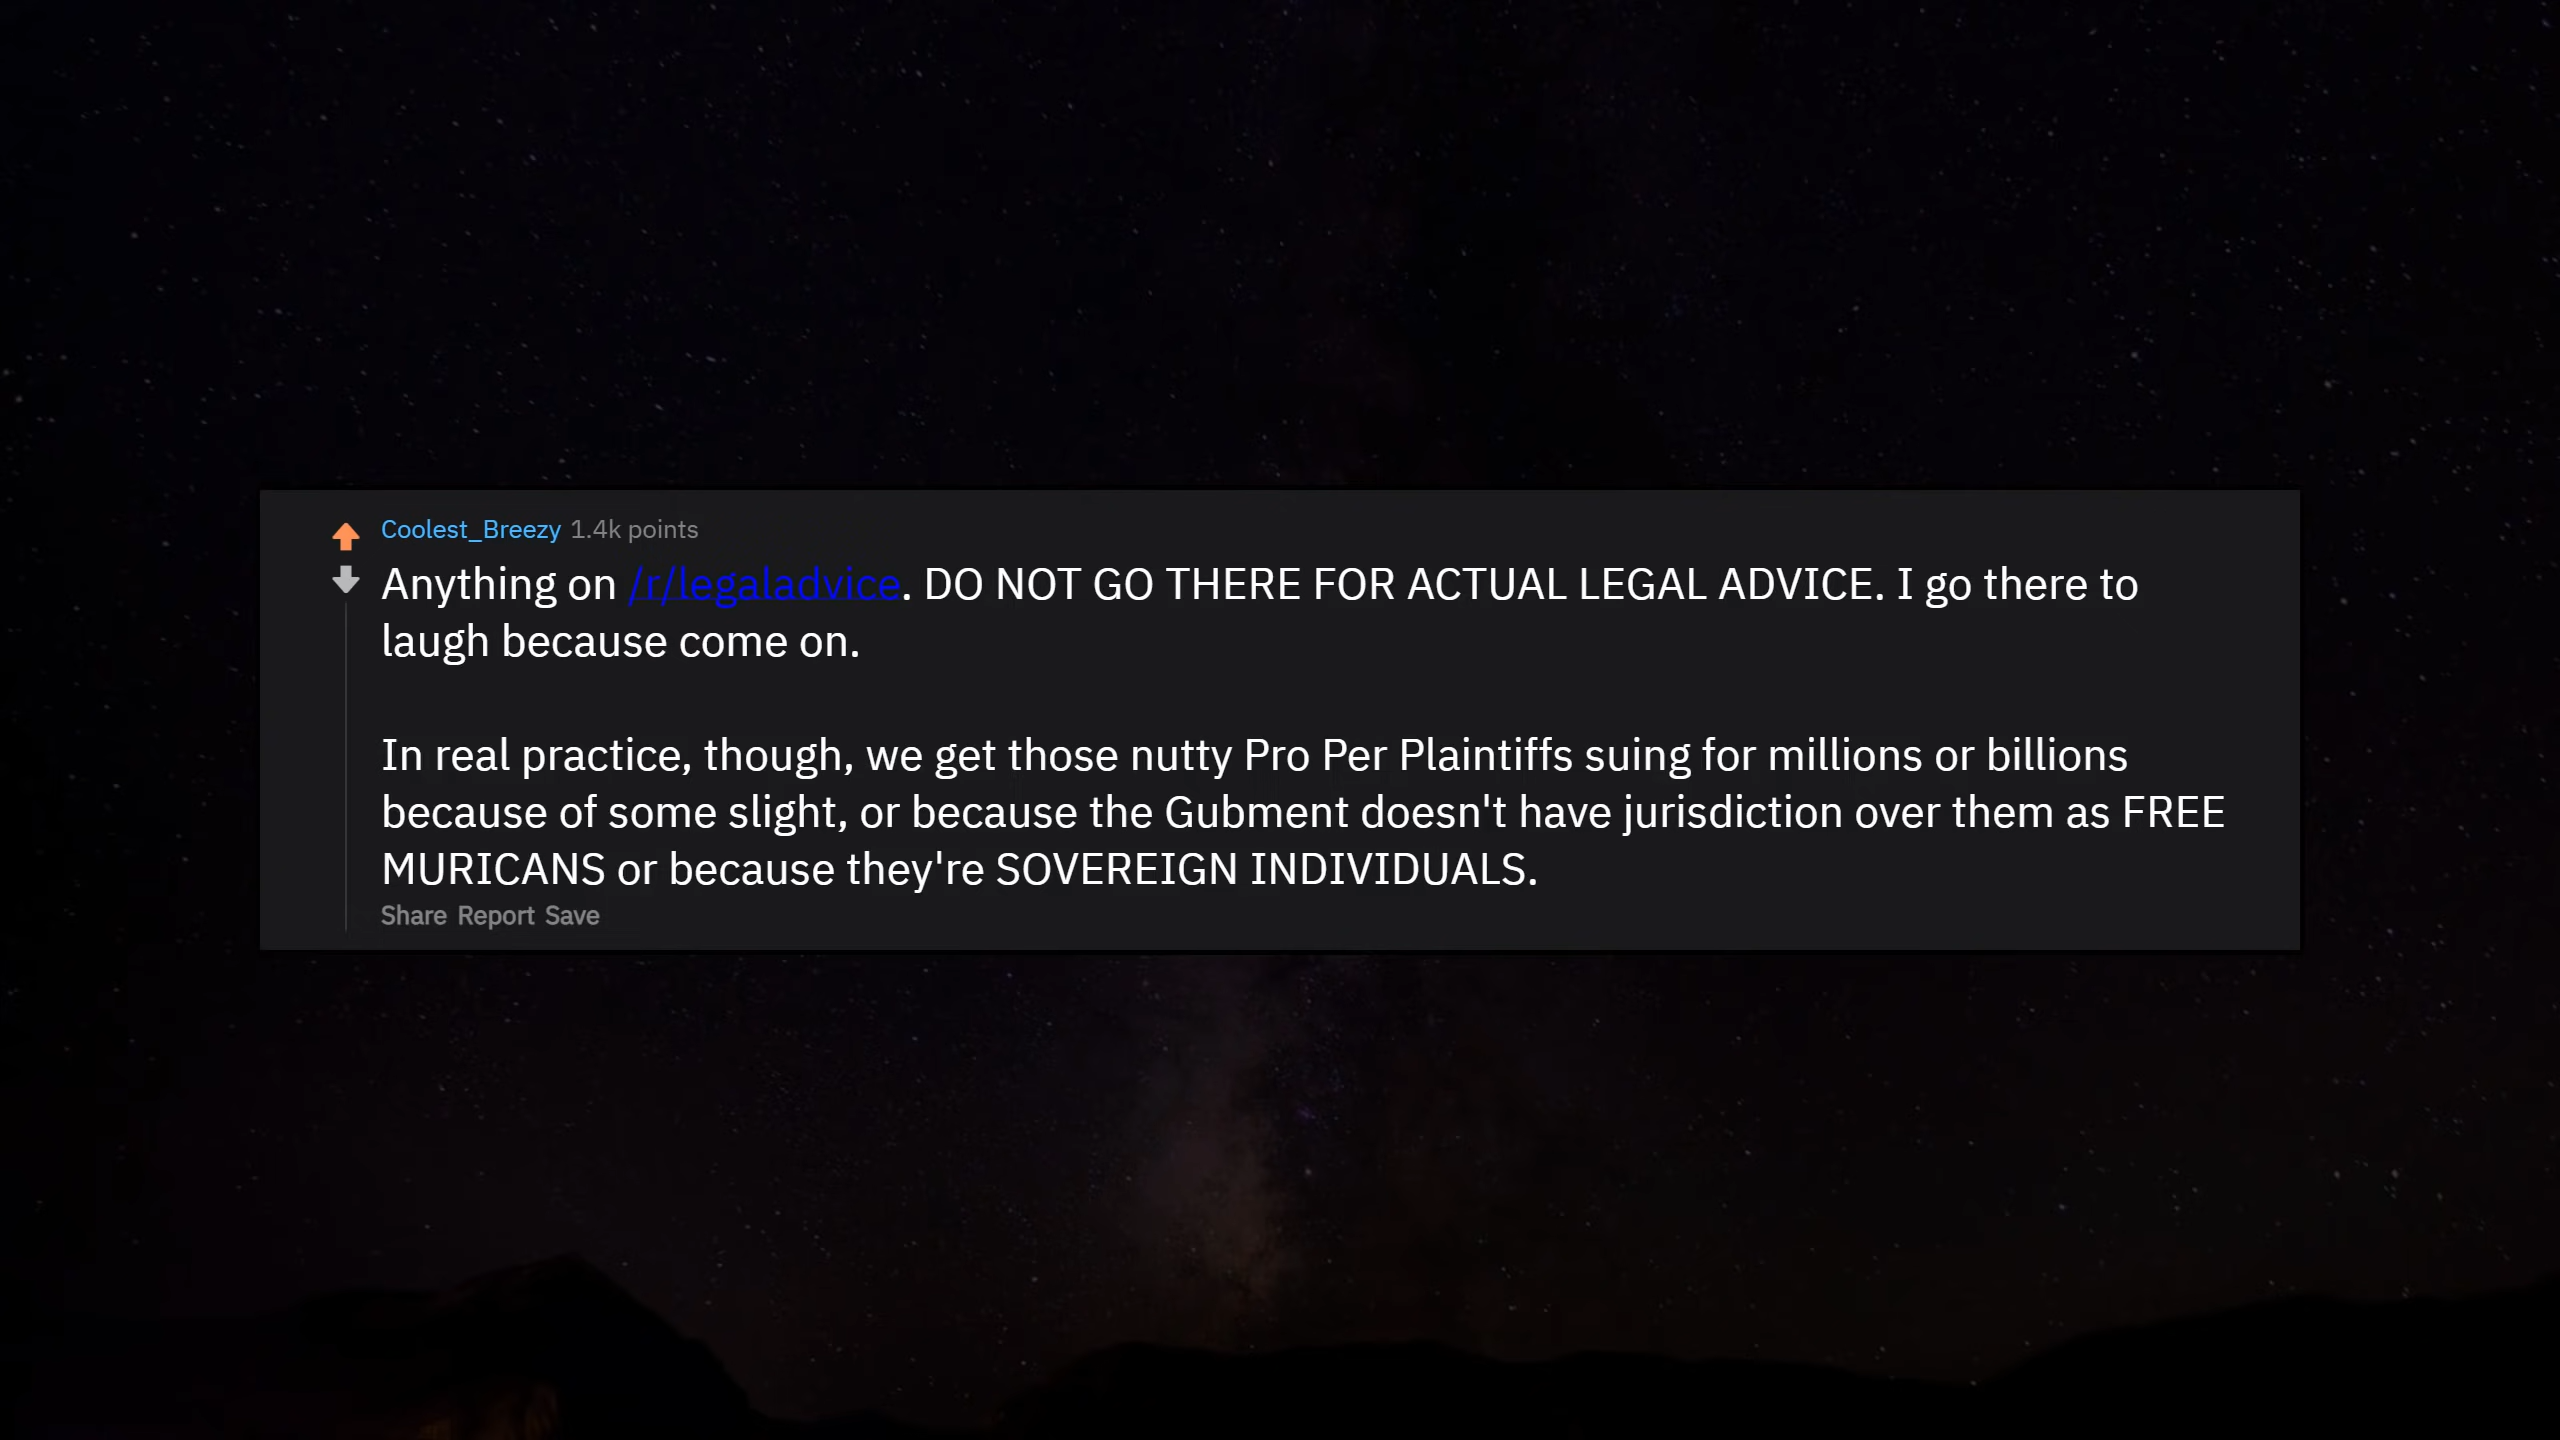 Coolest_Breezy 1.4k points
Anything on /r/legaladvice. DO NOT GO THERE FOR ACTUAL LEGAL ADVICE. I go there to
laugh because come on.
In real practice, though, we get those nutty Pro Per Plaintiffs suing for millions or billions
because of some slight, or because the Gubment doesn't have jurisdiction over them as FREE
MURICANS or because they're SOVEREIGN INDIVIDUALS.
Share Report Save